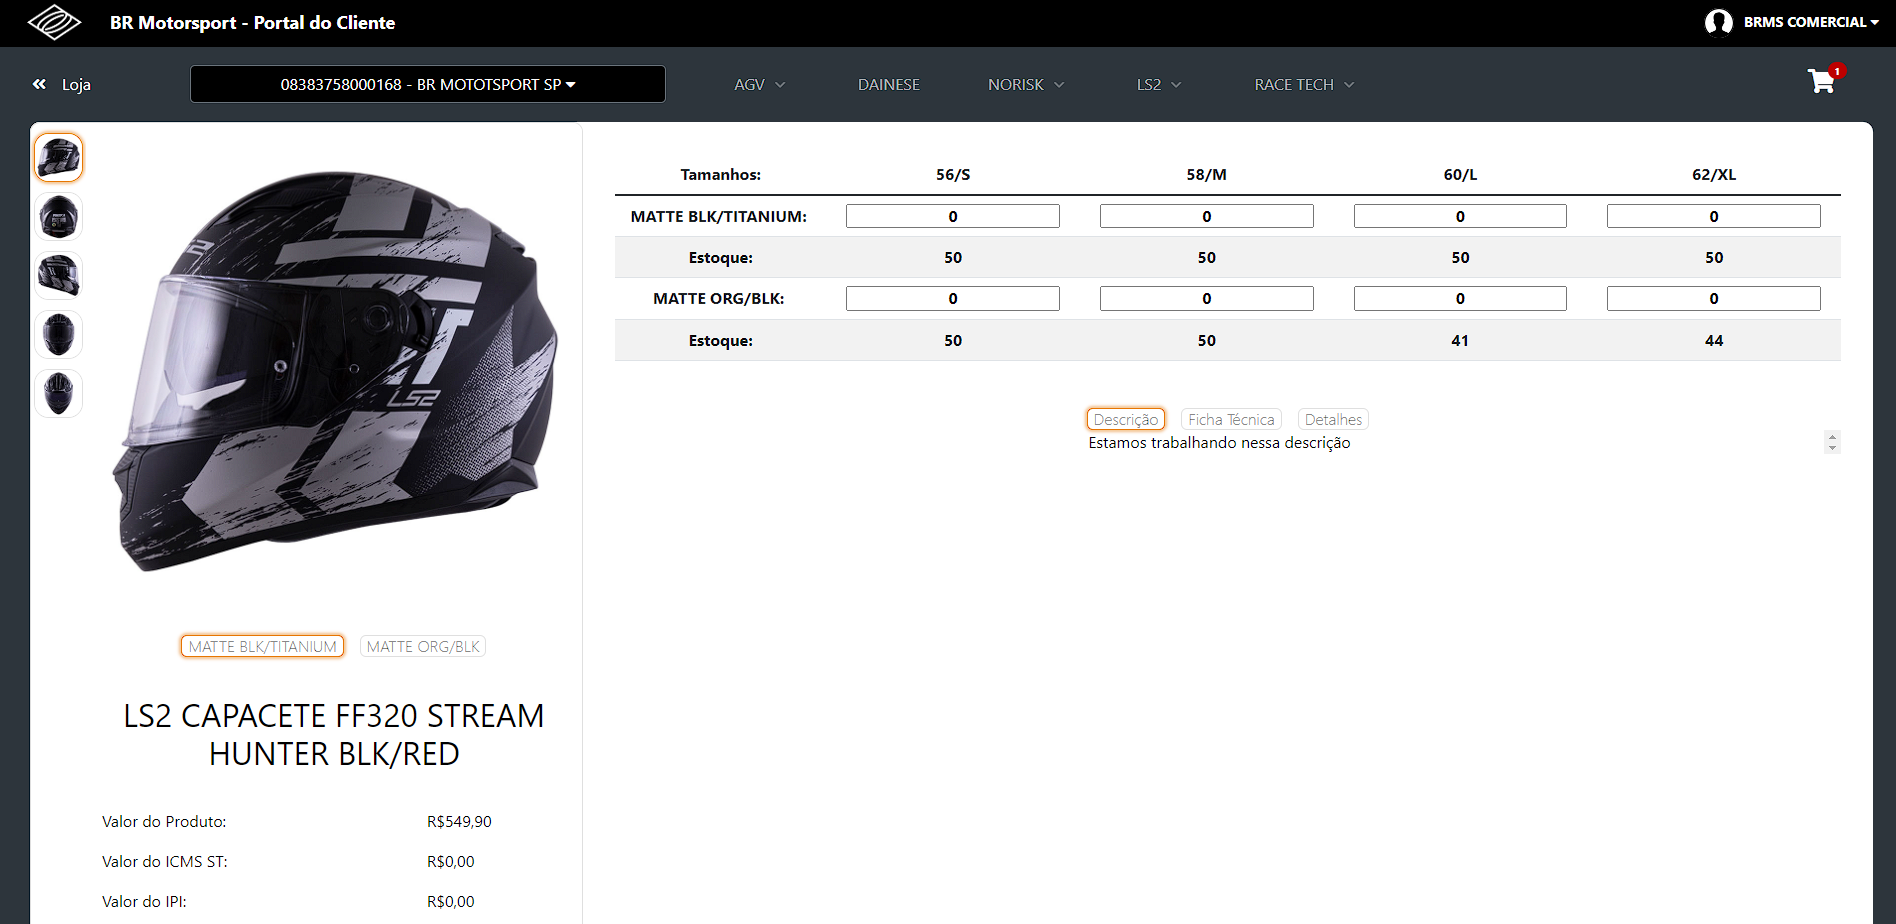 BR Motorsport - Portal do Cliente
BRMS COMERCIAL
Loja
08383758000168 - BR MOTOTSPORT SP
AGV
DAINESE
NORISK
LS2
RACE TECH
1
LS2
LS2
MATTE BLK/TITANIUM
MATTE ORG/BLK
LS2 CAPACETE FF320 STREAM
HUNTER BLK/RED
Valor do Produto: R$549,90
Valor do ICMS ST: R$0,00
Valor do IPI: R$0,00
Tamanhos: 56/S 58/M 60/L 62/XL
MATTE BLK/TITANIUM: 0 0 0 0
Estoque: 50 50 50 50
MATTE ORG/BLK: 0 0 0 0
Estoque: 50 50 41 44
Descrição Ficha Técnica Detalhes
Estamos trabalhando nessa descrição